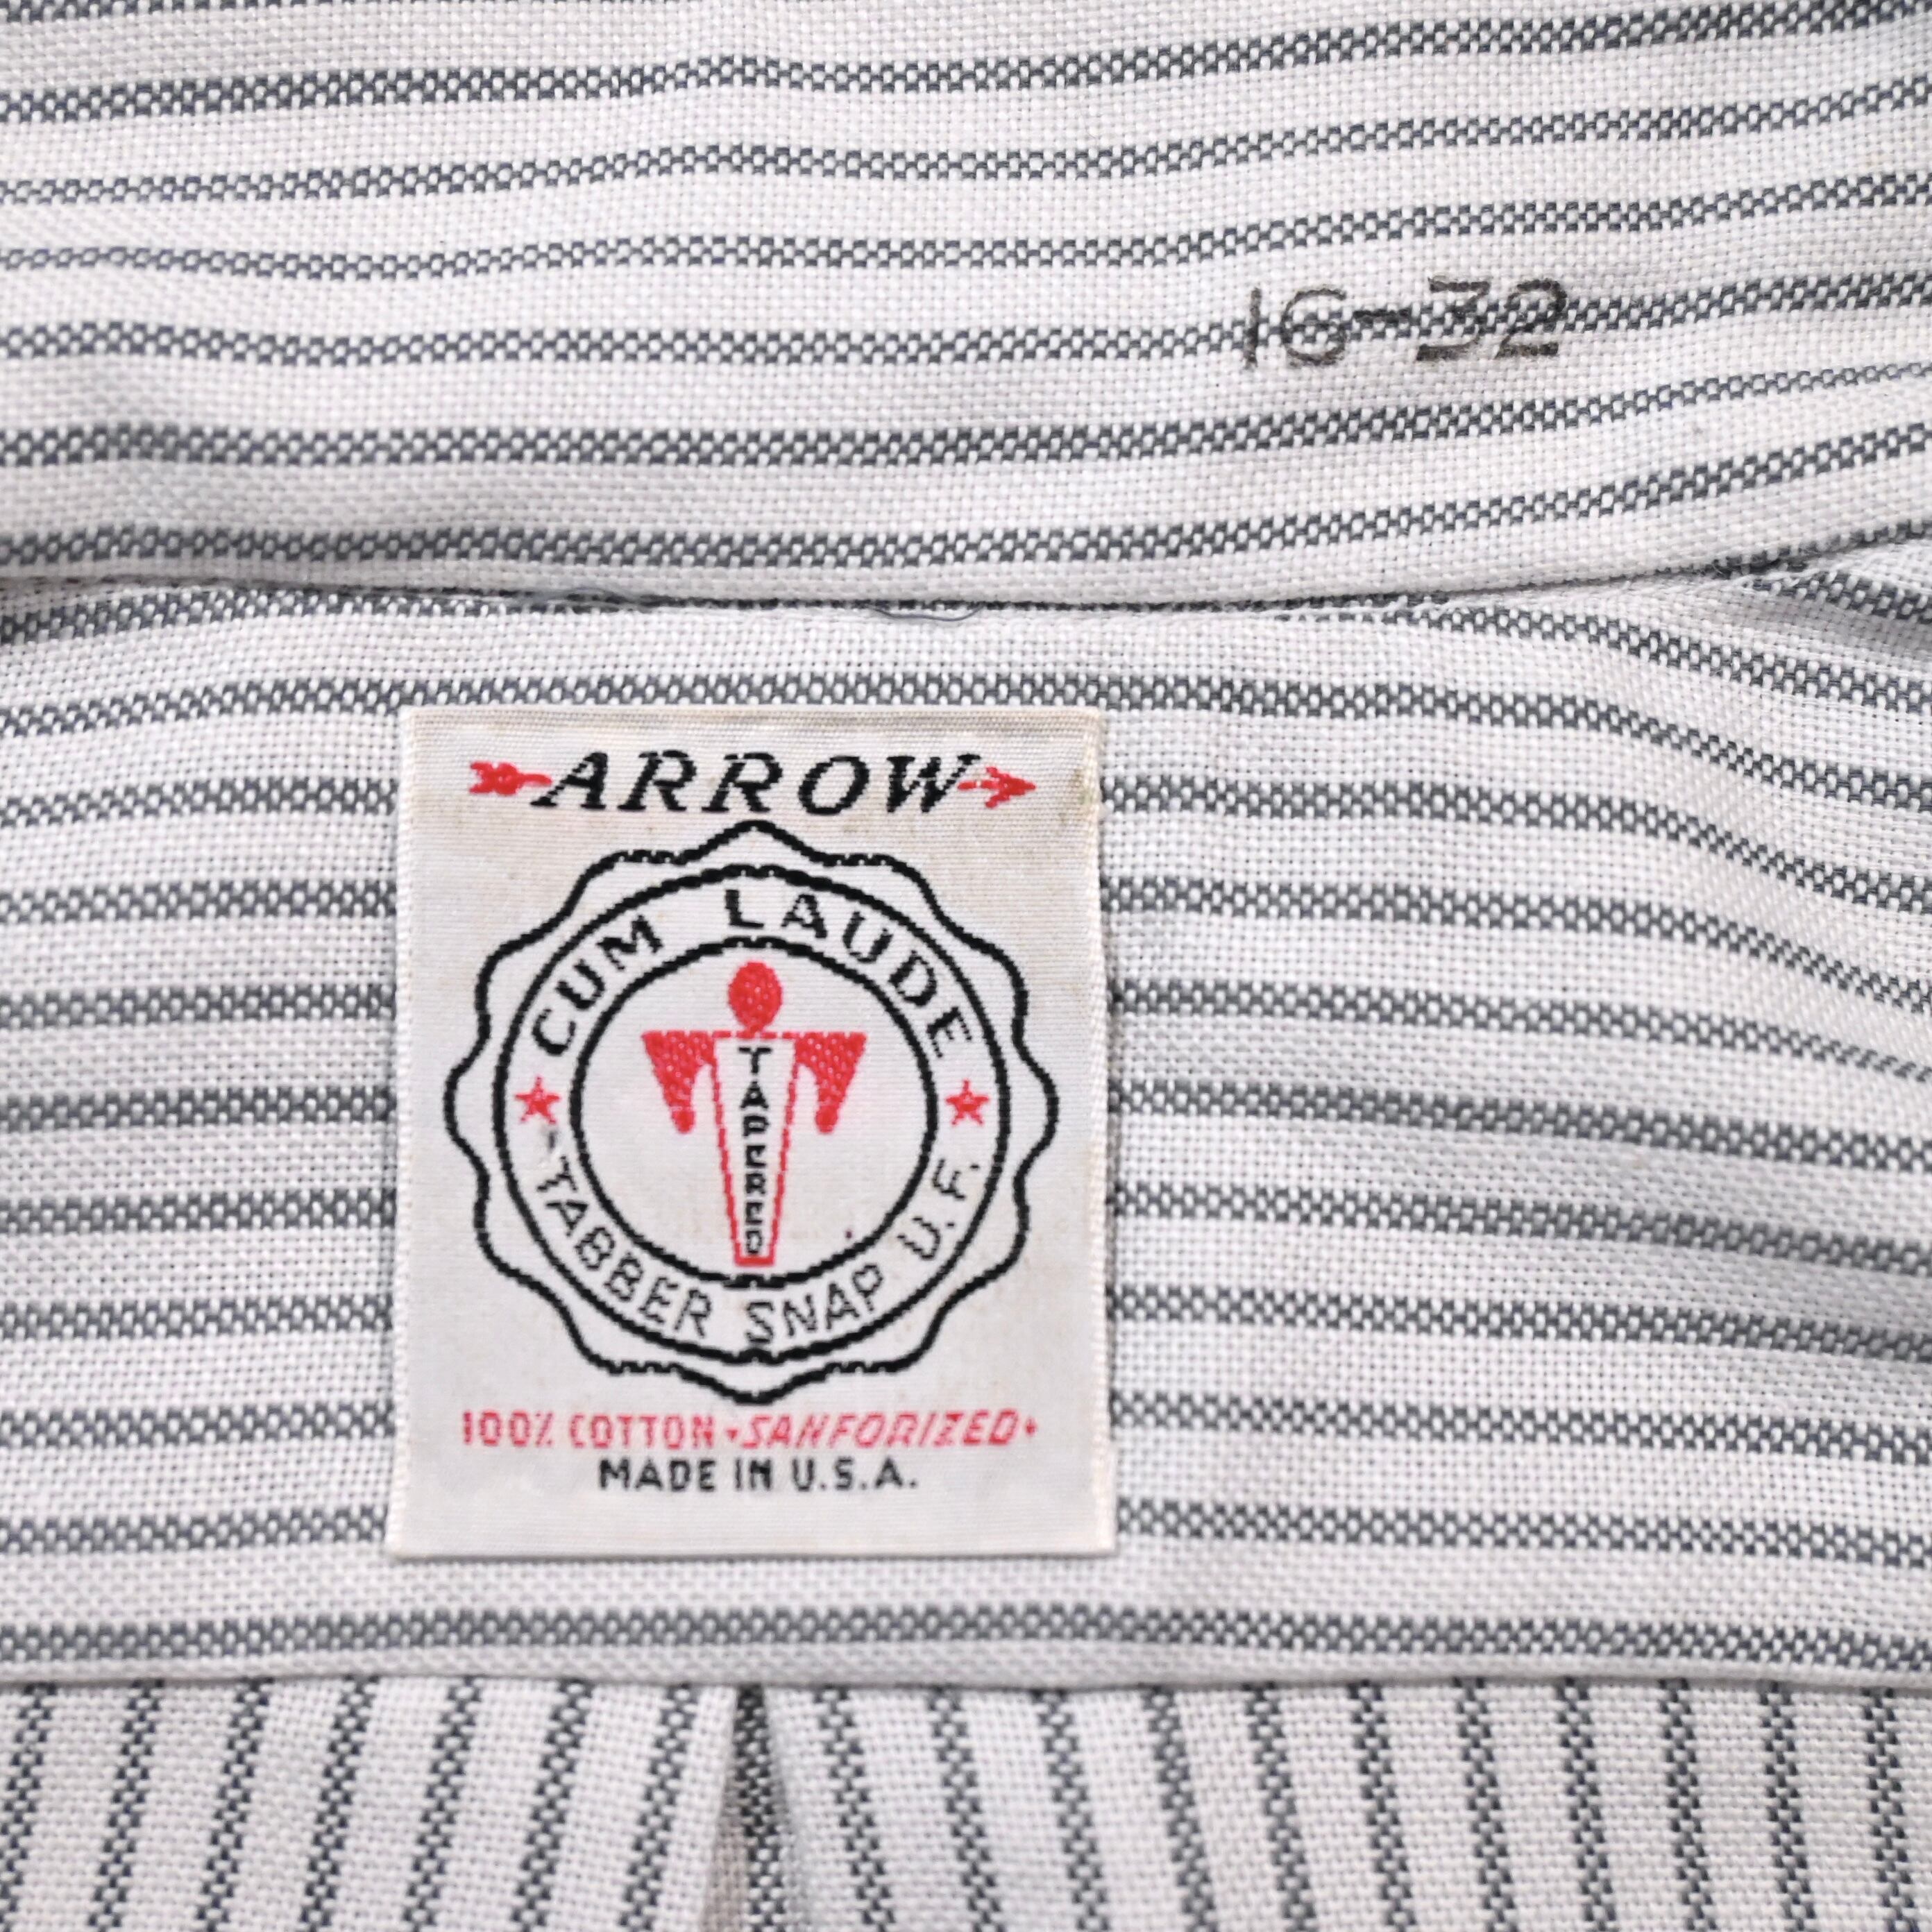 16-32
ARROW
CUM LAUDE
TAPERED
TABBER SNAP U.F.
100% COTTON SANFORIZED
MADE IN U.S.A.